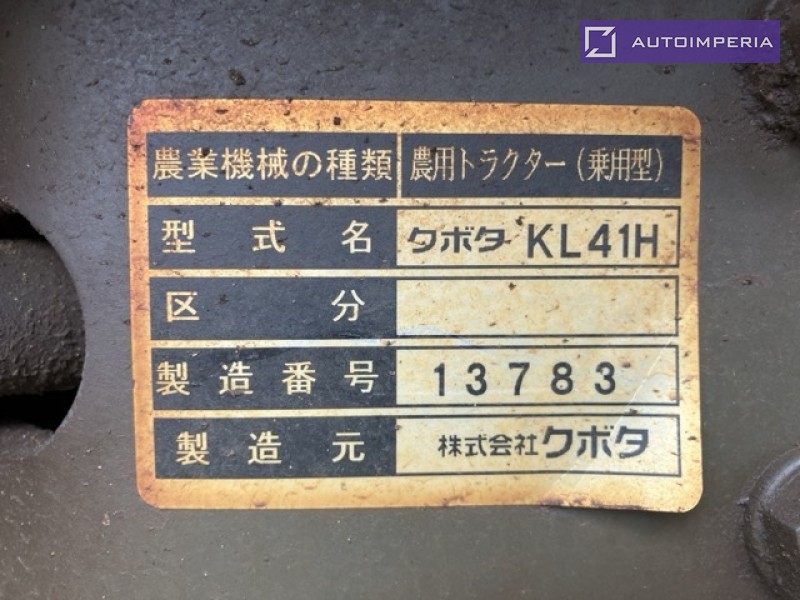 AUTOIMPERIA
農業機械の種類 農用トラクター(乗用型)
型式名 クボタ KL41H
区分
製造番号 13783
製造元 株式会社クボタ